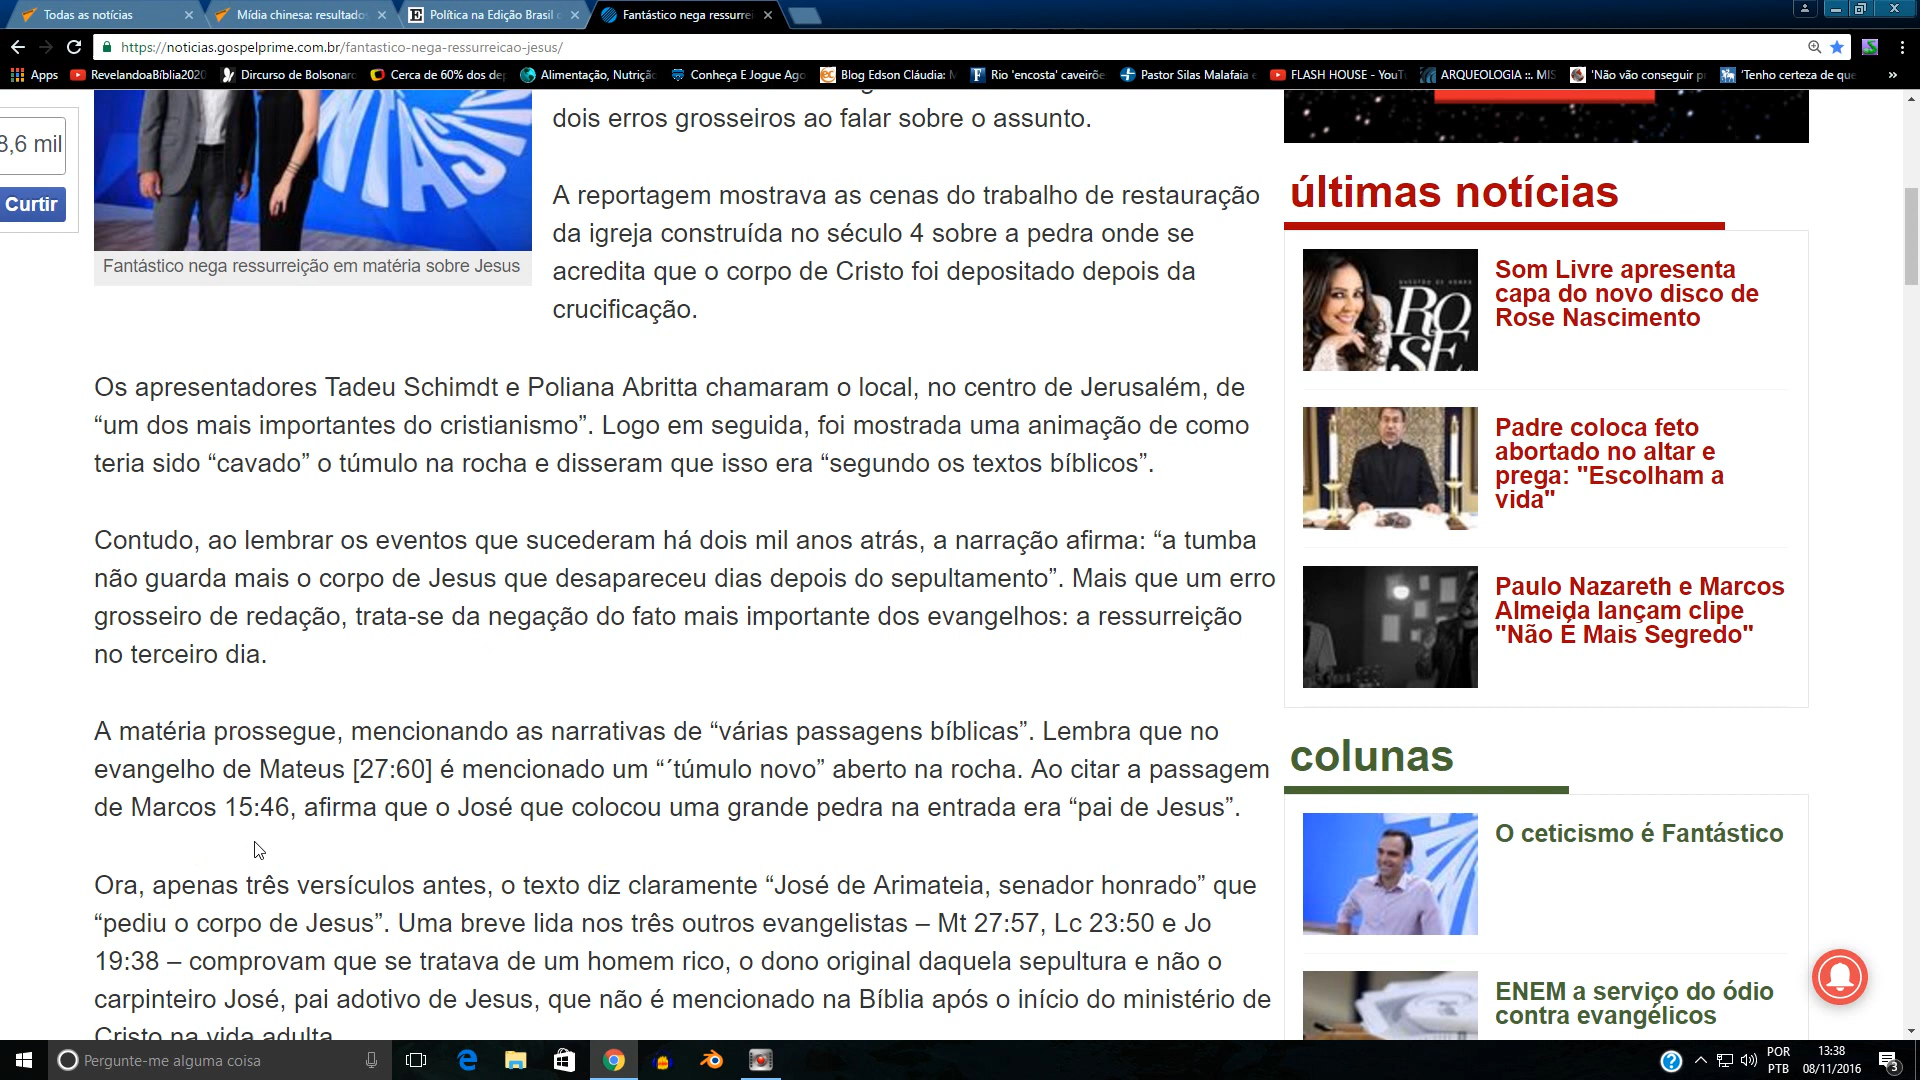 Todas as notícias
Mídia chinesa: resultado
Política na Edição Brasil
Fantástico nega ressurrei
https://noticias.gospelprime.com.br/fantastico-nega-ressurreicao-jesus/
Apps
RevelandoaBíblia2020
Dircurso de Bolsonaro
Cerca de 60% dos dep
Alimentação, Nutriçã
Conheça E Jogue Ago
Blog Edson Cláudia:
Rio 'encosta' caveirõe
Pastor Silas Malafaia
FLASH HOUSE - YouT
ARQUEOLOGIA ::. MIS
'Não vão conseguir p
'Tenho certeza de que
»
8,6 mil
Curtir
Fantástico nega ressurreição em matéria sobre Jesus
dois erros grosseiros ao falar sobre o assunto.
A reportagem mostrava as cenas do trabalho de restauração
da igreja construída no século 4 sobre a pedra onde se
acredita que o corpo de Cristo foi depositado depois da
crucificação.
Os apresentadores Tadeu Schimdt e Poliana Abritta chamaram o local, no centro de Jerusalém, de
“um dos mais importantes do cristianismo”. Logo em seguida, foi mostrada uma animação de como
teria sido “cavado” o túmulo na rocha e disseram que isso era “segundo os textos bíblicos”.
Contudo, ao lembrar os eventos que sucederam há dois mil anos atrás, a narração afirma: “a tumba
não guarda mais o corpo de Jesus que desapareceu dias depois do sepultamento”. Mais que um erro
grosseiro de redação, trata-se da negação do fato mais importante dos evangelhos: a ressurreição
no terceiro dia.
A matéria prossegue, mencionando as narrativas de “várias passagens bíblicas”. Lembra que no
evangelho de Mateus [27:60] é mencionado um “´túmulo novo” aberto na rocha. Ao citar a passagem
de Marcos 15:46, afirma que o José que colocou uma grande pedra na entrada era “pai de Jesus”.
Ora, apenas três versículos antes, o texto diz claramente “José de Arimateia, senador honrado” que
“pediu o corpo de Jesus”. Uma breve lida nos três outros evangelistas – Mt 27:57, Lc 23:50 e Jo
19:38 – comprovam que se tratava de um homem rico, o dono original daquela sepultura e não o
carpinteiro José, pai adotivo de Jesus, que não é mencionado na Bíblia após o início do ministério de
Cristo na vida adulta.
últimas notícias
ROSE
Som Livre apresenta
capa do novo disco de
Rose Nascimento
Padre coloca feto
abortado no altar e
prega: "Escolham a
vida"
Paulo Nazareth e Marcos
Almeida lançam clipe
"Não É Mais Segredo"
colunas
O ceticismo é Fantástico
ENEM a serviço do ódio
contra evangélicos
Pergunte-me alguma coisa
POR
PTB
13:38
08/11/2016
3